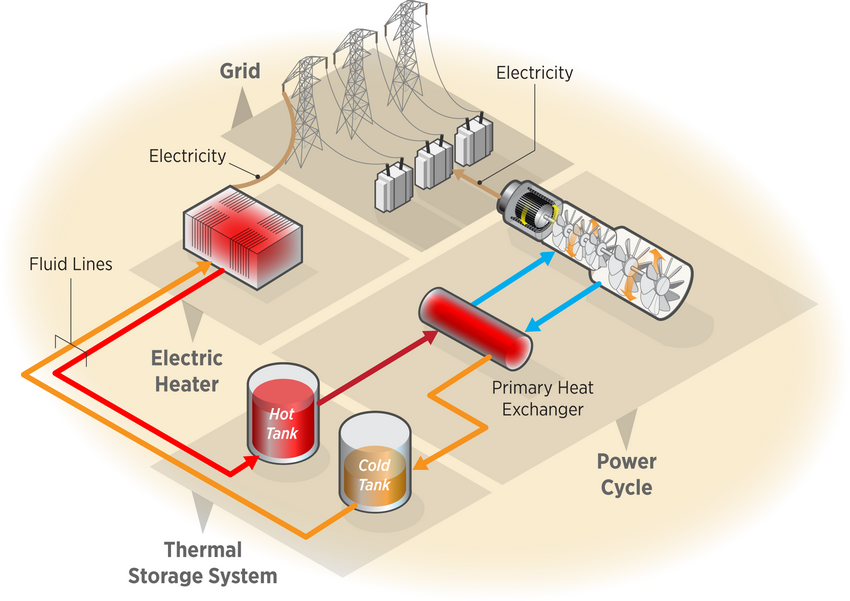 Grid
Electricity
Electricity
Fluid Lines
Electric
Heater
Hot
Tank
Primary Heat
Exchanger
Cold
Tank
Power
Cycle
Thermal
Storage System